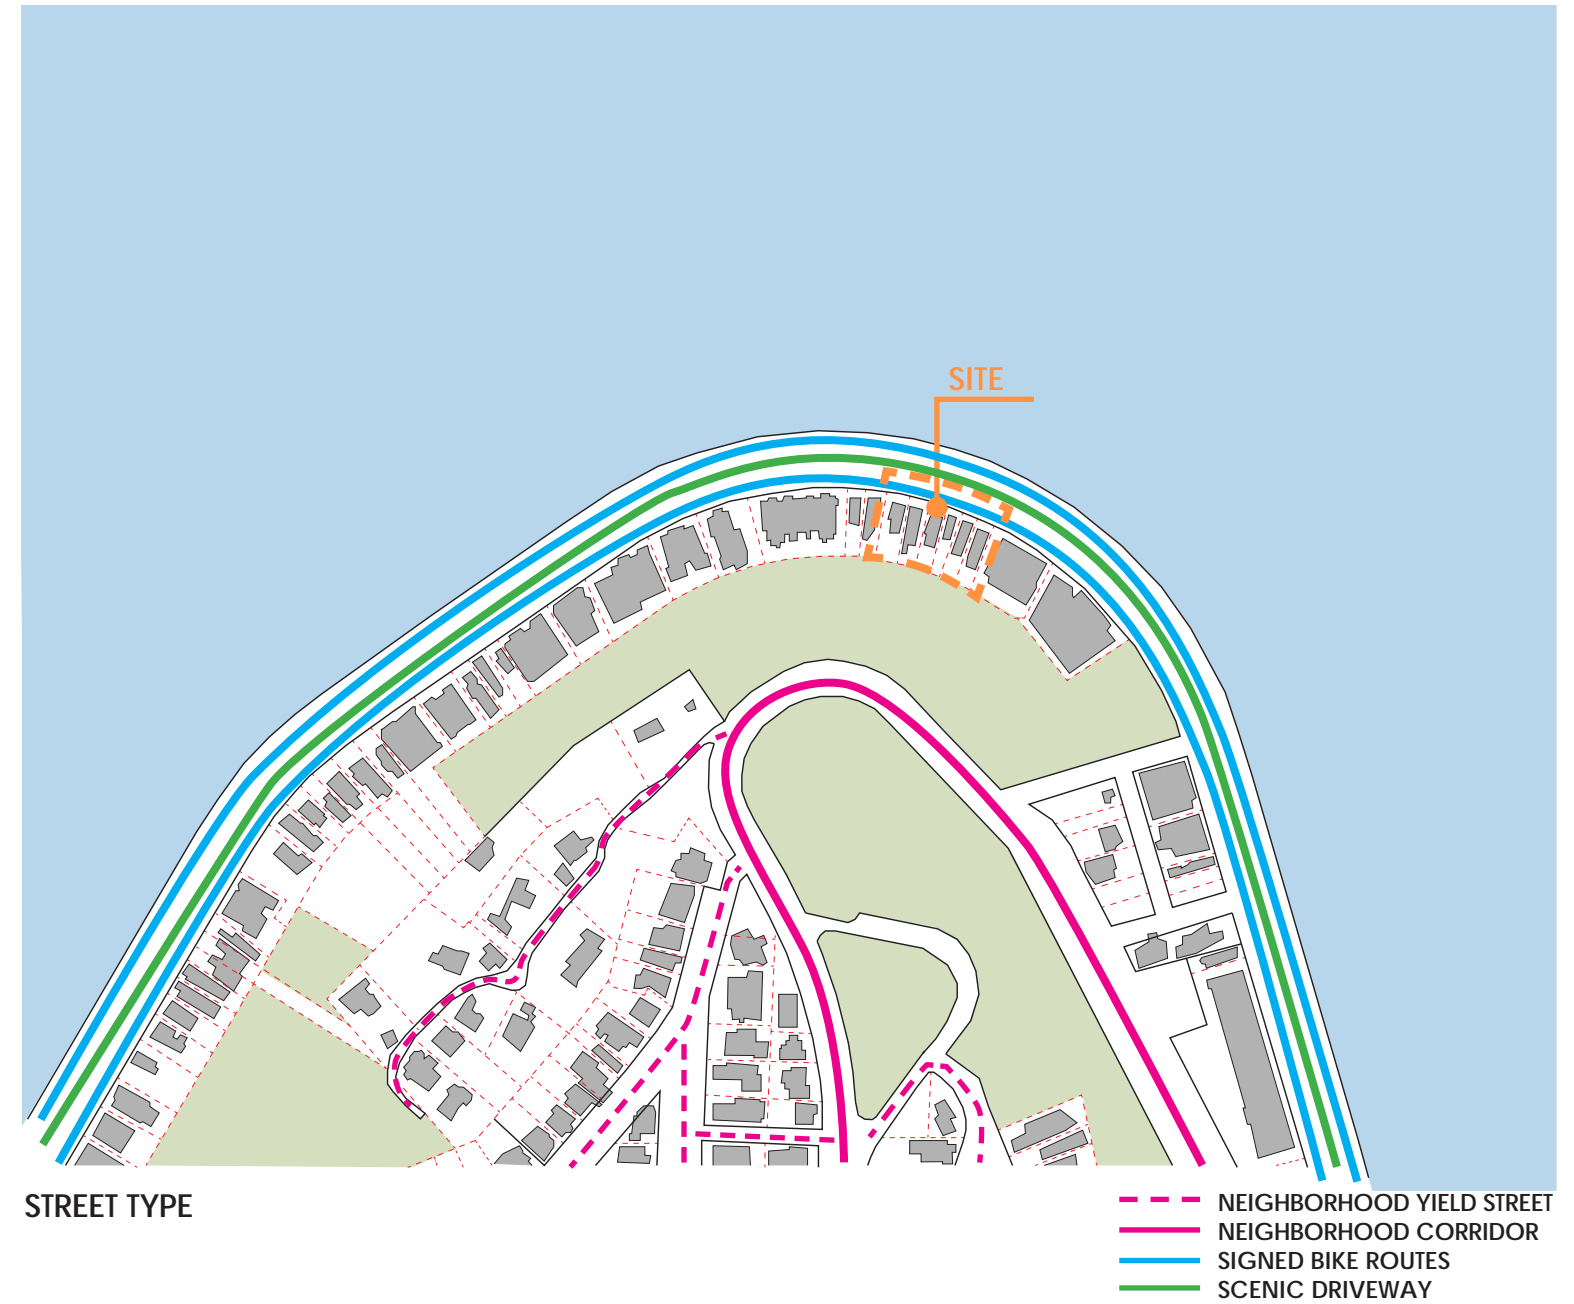 SITE
STREET TYPE
NEIGHBORHOOD YIELD STREET
NEIGHBORHOOD CORRIDOR
SIGNED BIKE ROUTES
SCENIC DRIVEWAY